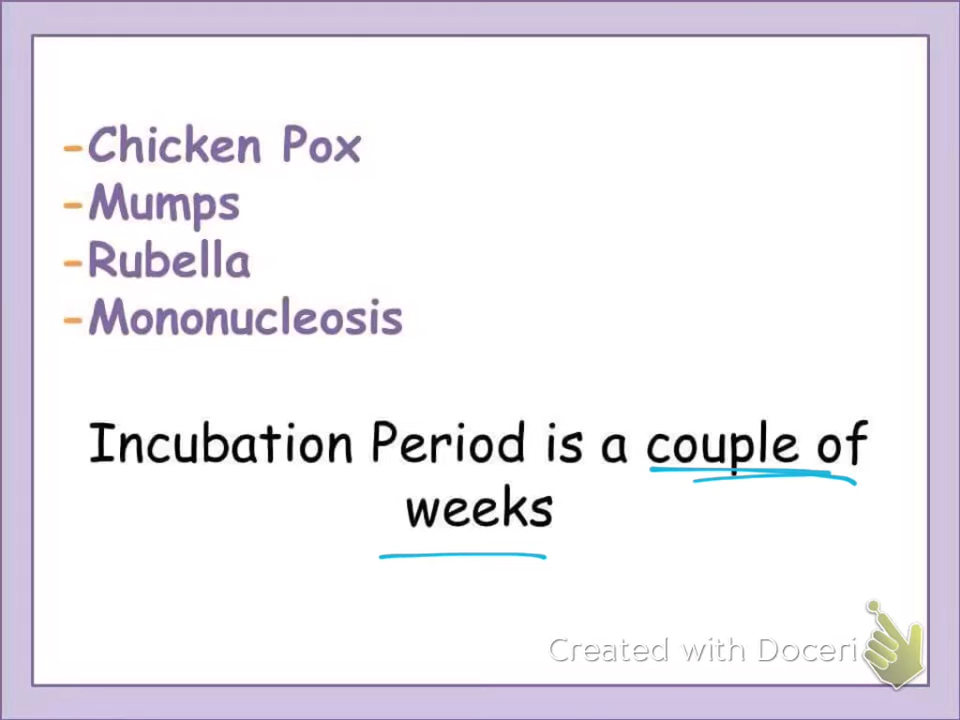 -Chicken Pox
-Mumps
-Rubella
-Mononucleosis
Incubation Period is a couple of
weeks
Created with Doceri